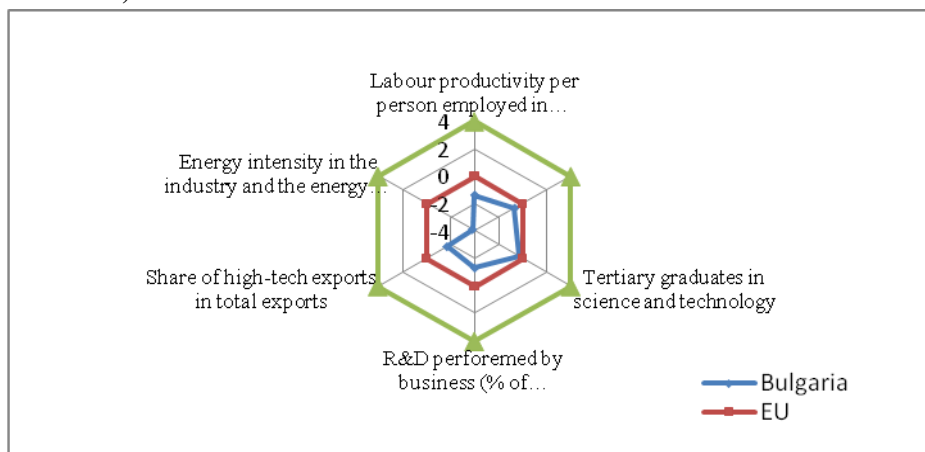 )
Labour productivity per
person employed in…
4
2
0
-2
-4
Energy intensity in the
industry and the energy…
Share of high-tech exports
in total exports
Tertiary graduates in
science and technology
R&D perforemed by
business (% of…
Bulgaria
EU